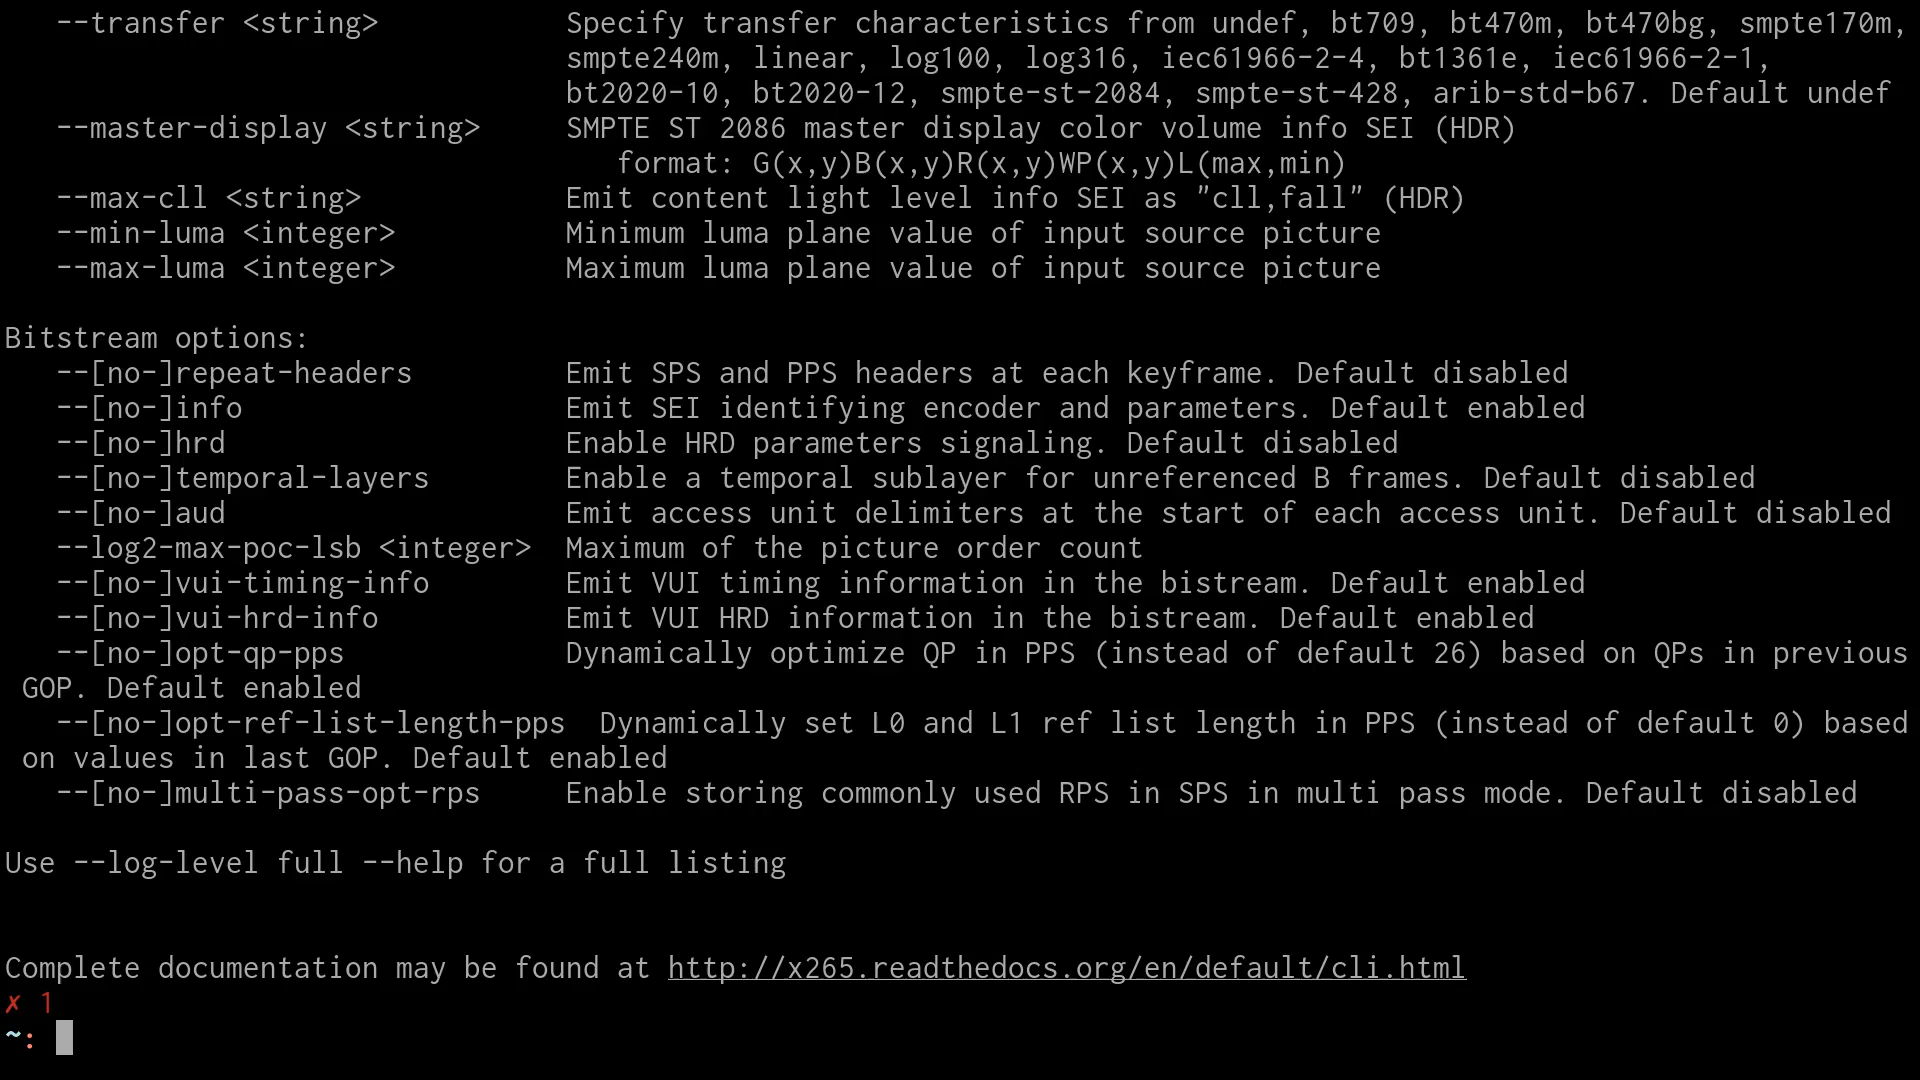 --transfer <string>           Specify transfer characteristics from undef, bt709, bt470m, bt470bg, smpte170m,
smpte240m, linear, log100, log316, iec61966-2-4, bt1361e, iec61966-2-1,
bt2020-10, bt2020-12, smpte-st-2084, smpte-st-428, arib-std-b67. Default undef
--master-display <string>     SMPTE ST 2086 master display color volume info SEI (HDR)
format: G(x,y)B(x,y)R(x,y)WP(x,y)L(max,min)
--max-cll <string>            Emit content light level info SEI as "cll,fall" (HDR)
--min-luma <integer>          Minimum luma plane value of input source picture
--max-luma <integer>          Maximum luma plane value of input source picture

Bitstream options:
--[no-]repeat-headers         Emit SPS and PPS headers at each keyframe. Default disabled
--[no-]info                   Emit SEI identifying encoder and parameters. Default enabled
--[no-]hrd                    Enable HRD parameters signaling. Default disabled
--[no-]temporal-layers        Enable a temporal sublayer for unreferenced B frames. Default disabled
--[no-]aud                    Emit access unit delimiters at the start of each access unit. Default disabled
--log2-max-poc-lsb <integer>  Maximum of the picture order count
--[no-]vui-timing-info        Emit VUI timing information in the bistream. Default enabled
--[no-]vui-hrd-info           Emit VUI HRD information in the bistream. Default enabled
--[no-]opt-qp-pps             Dynamically optimize QP in PPS (instead of default 26) based on QPs in previous
GOP. Default enabled
--[no-]opt-ref-list-length-pps  Dynamically set L0 and L1 ref list length in PPS (instead of default 0) based
on values in last GOP. Default enabled
--[no-]multi-pass-opt-rps     Enable storing commonly used RPS in SPS in multi pass mode. Default disabled

Use --log-level full --help for a full listing

Complete documentation may be found at http://x265.readthedocs.org/en/default/cli.html
✗ 1
~: